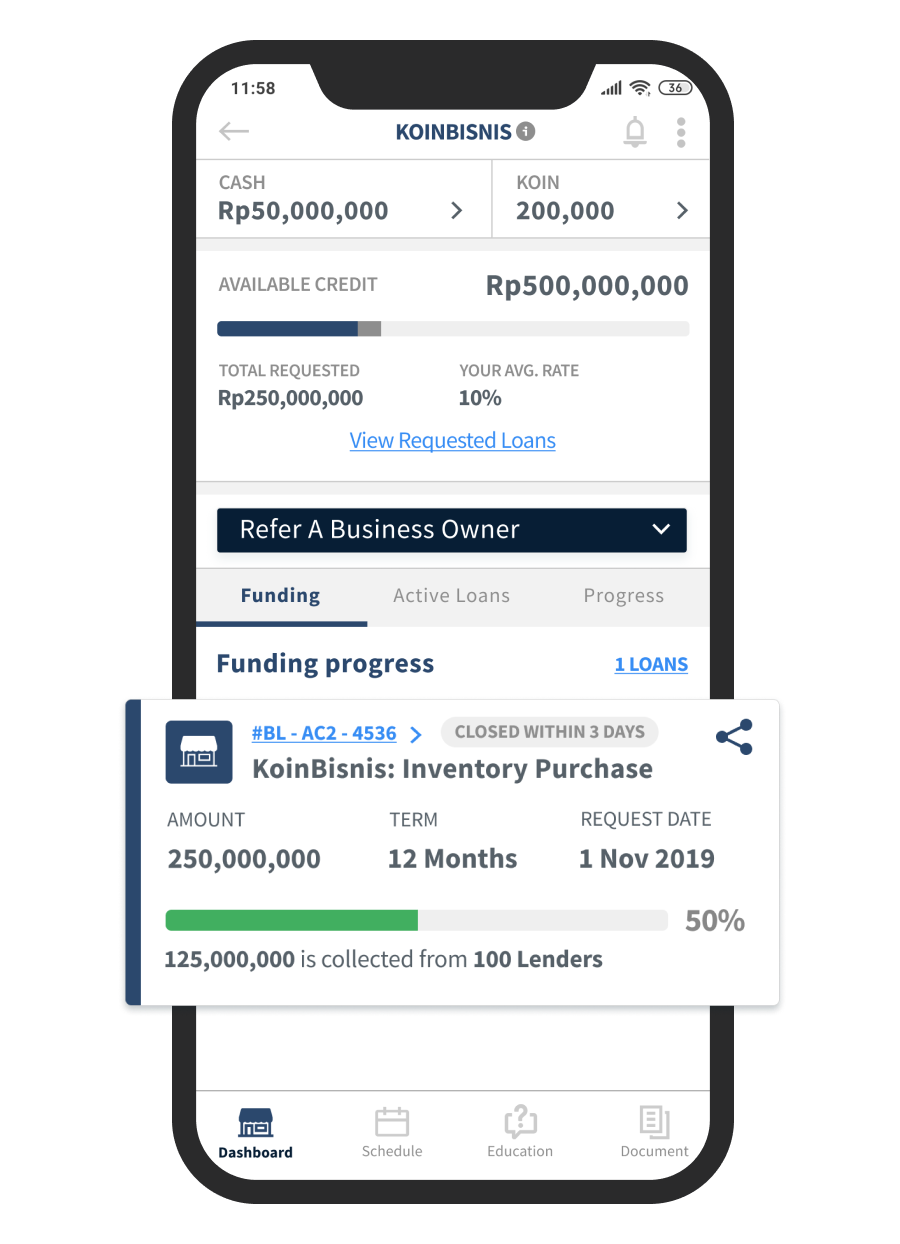 11:58
36
KOINBISNIS i
CASH
KOIN
Rp50,000,000
200,000
AVAILABLE CREDIT
Rp500,000,000
TOTAL REQUESTED
YOUR AVG. RATE
Rp250,000,000
10%
View Requested Loans
Refer A Business Owner
Funding
Active Loans
Progress
Funding progress
1 LOANS
#BL - AC2 - 4536
CLOSED WITHIN 3 DAYS
KoinBisnis: Inventory Purchase
AMOUNT
TERM
REQUEST DATE
250,000,000
12 Months
1 Nov 2019
50%
125,000,000 is collected from 100 Lenders
Dashboard
Schedule
Education
Document